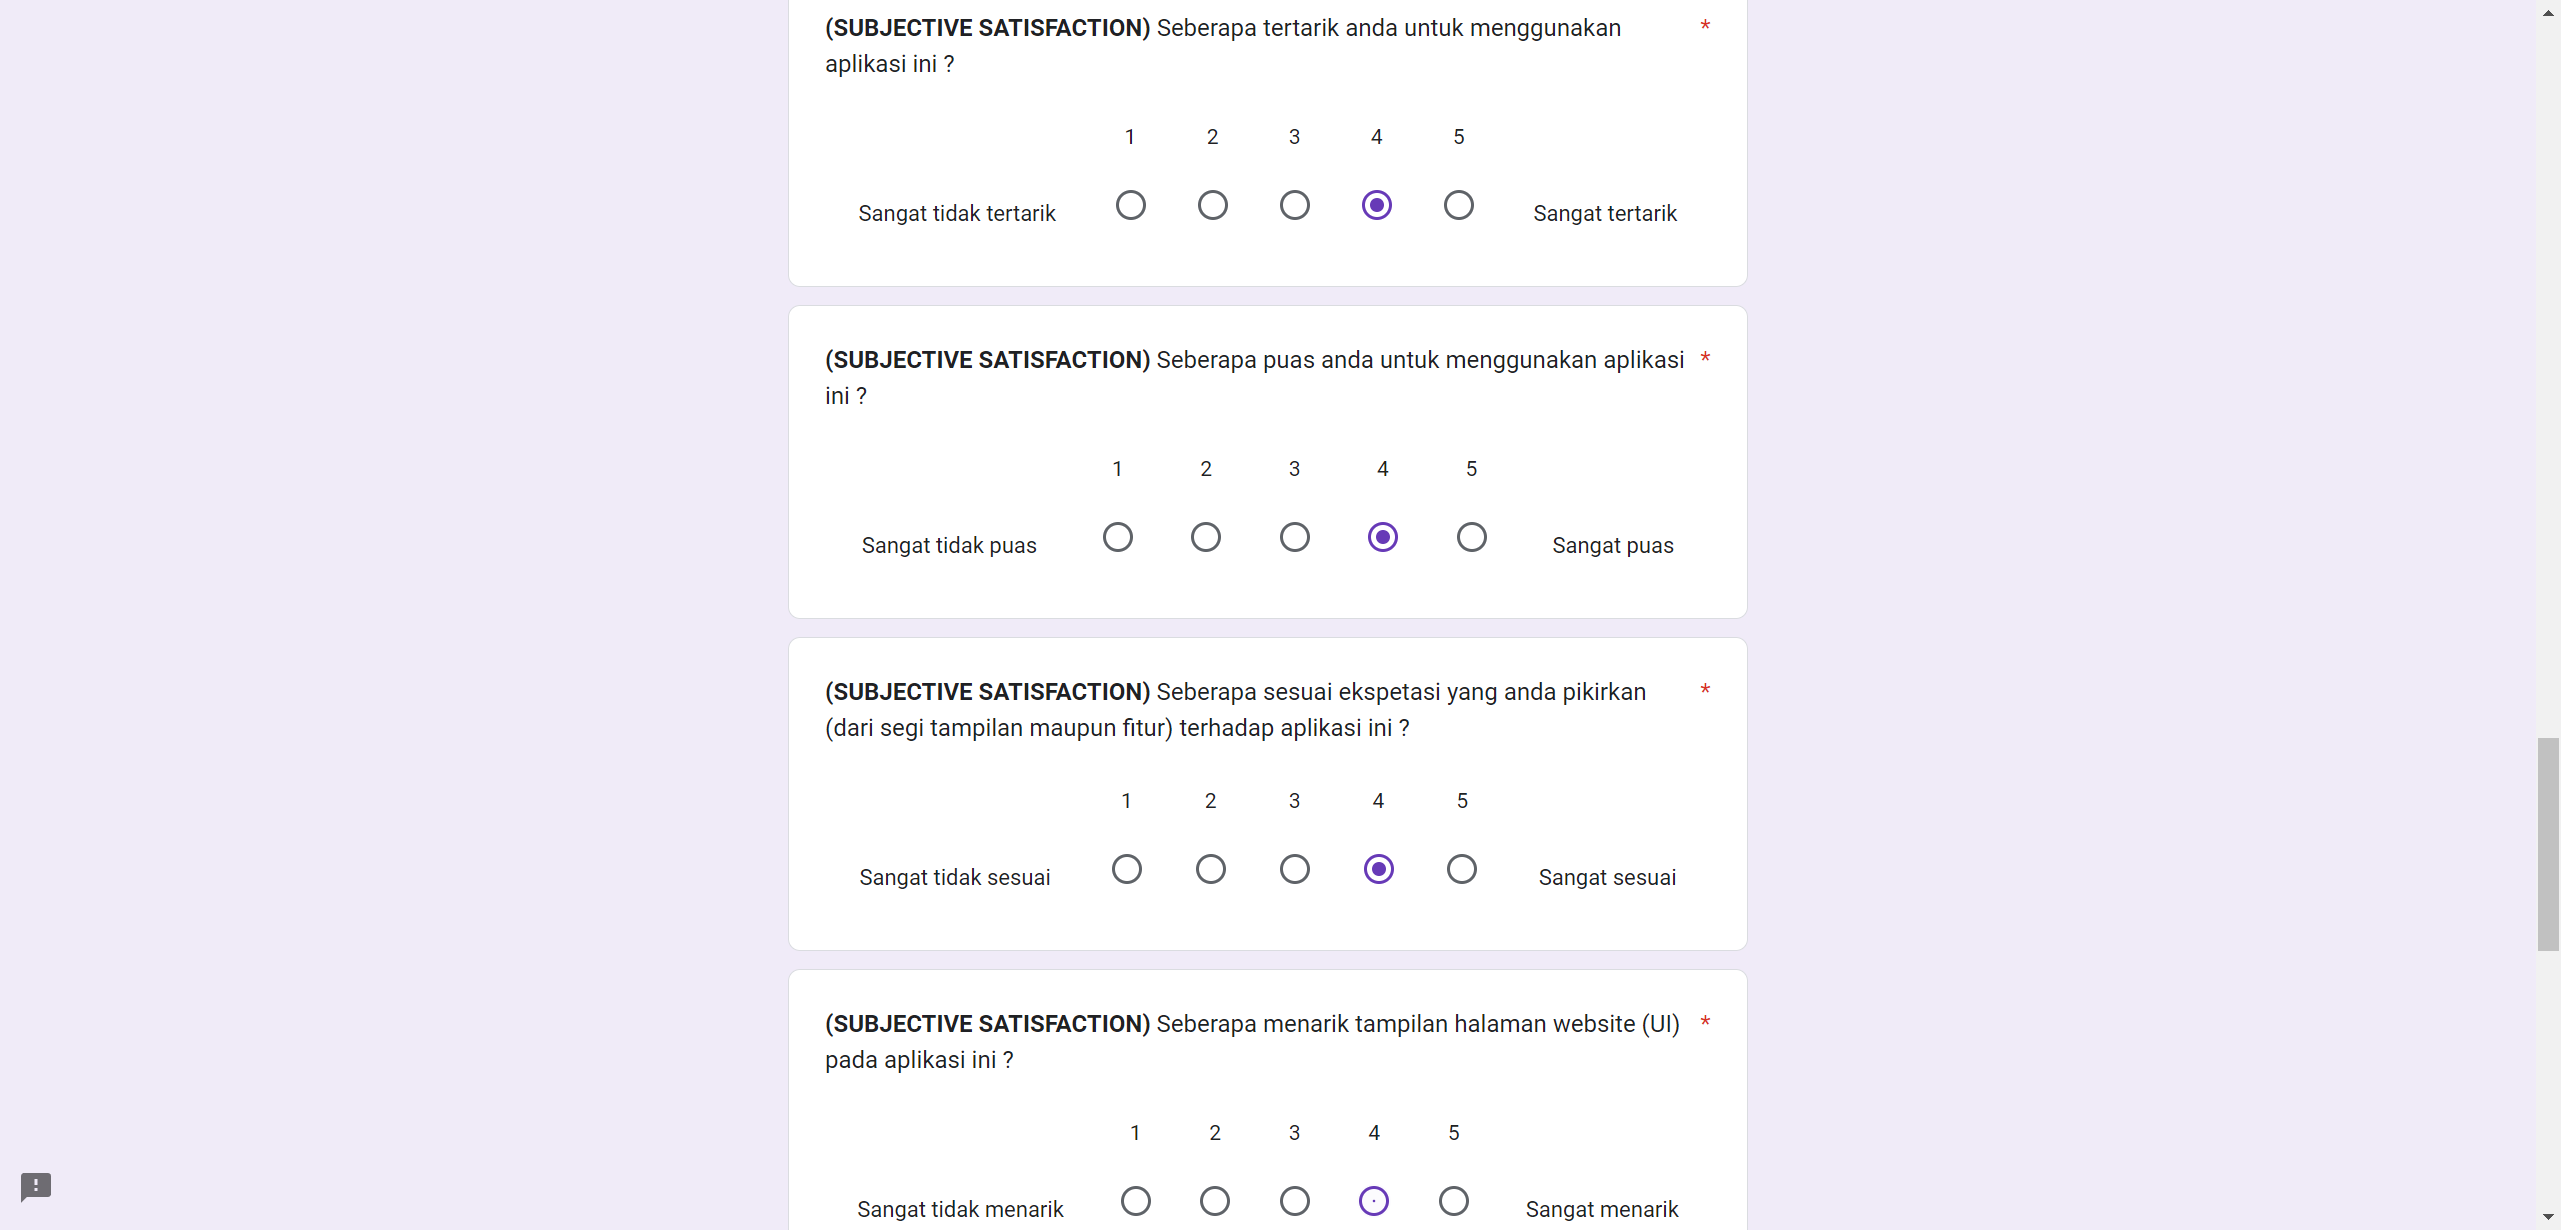 (SUBJECTIVE SATISFACTION) Seberapa tertarik anda untuk menggunakan *
aplikasi ini ?
1 2 3 4 5
Sangat tidak tertarik Sangat tertarik
(SUBJECTIVE SATISFACTION) Seberapa puas anda untuk menggunakan aplikasi *
ini ?
1 2 3 4 5
Sangat tidak puas Sangat puas
(SUBJECTIVE SATISFACTION) Seberapa sesuai ekspetasi yang anda pikirkan *
(dari segi tampilan maupun fitur) terhadap aplikasi ini ?
1 2 3 4 5
Sangat tidak sesuai Sangat sesuai
(SUBJECTIVE SATISFACTION) Seberapa menarik tampilan halaman website (UI) *
pada aplikasi ini ?
1 2 3 4 5
Sangat tidak menarik Sangat menarik